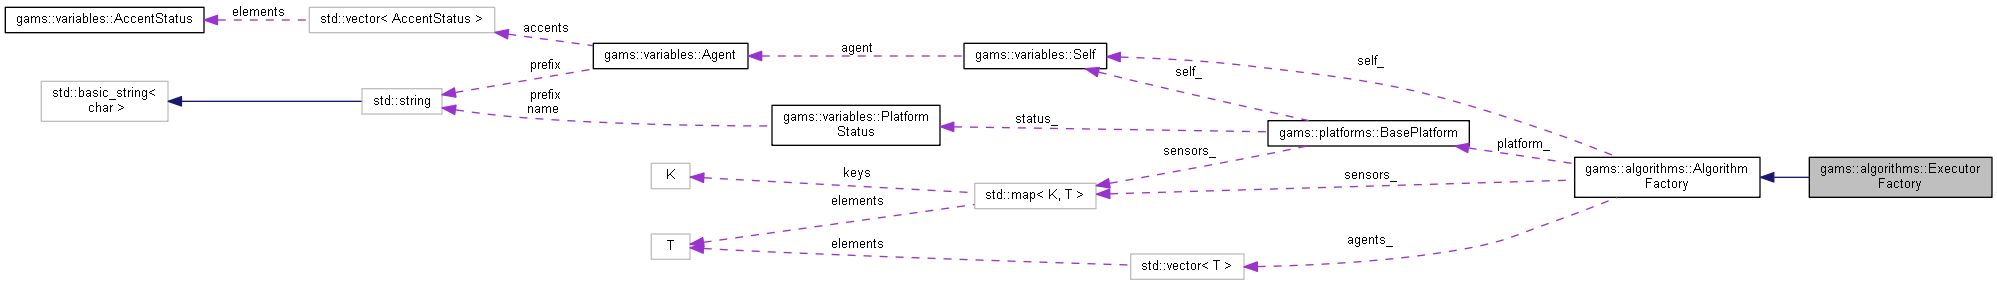 gams::variables::AccentStatus
elements
std::vector< AccentStatus >
accents
gams::variables::Agent
agent
gams::variables::Self
self_
self_
prefix
std::basic_string<
char >
std::string
prefix
name
gams::variables::Platform
Status
status_
gams::platforms::BasePlatform
platform_
sensors_
gams::algorithms::Algorithm
Factory
gams::algorithms::Executor
Factory
K
keys
std::map< K, T >
sensors_
elements
T
elements
std::vector< T >
agents_